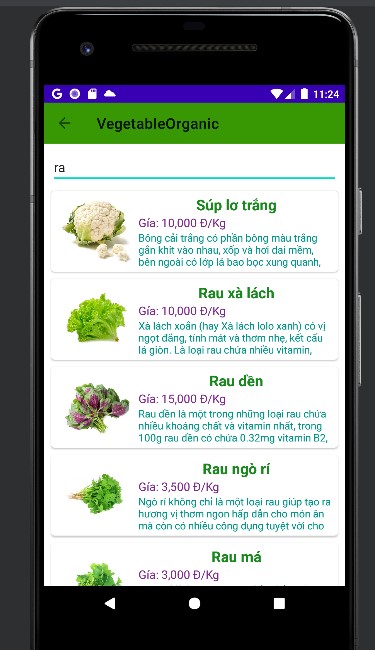 11:24
VegetableOrganic
ra
Súp lơ trắng
Gía: 10,000 Đ/Kg
Bông cải trắng có phần bông màu trắng
gắn khít vào nhau, xốp và hơi dai mềm,
bên ngoài có lớp lá bao bọc xung quanh,
Rau xà lách
Gía: 10,000 Đ/Kg
Xà lách xoăn (hay Xà lách lolo xanh) có vị
ngọt đắng, tính mát và thơm nhẹ, kết cấu
lá giòn. Là loại rau chứa nhiều vitamin,
Rau dền
Gía: 15,000 Đ/Kg
Rau dền là một trong những loại rau chứa
nhiều khoáng chất và vitamin nhất, trong
100g rau dền có chứa 0.32mg vitamin B2,
Rau ngò rí
Gía: 3,500 Đ/Kg
Ngò rí không chỉ là một loại rau giúp tạo ra
hương vị thơm ngon hấp dẫn cho món ăn
mà còn có nhiều công dụng tuyệt vời cho
Rau má
Gía: 3,000 Đ/Kg